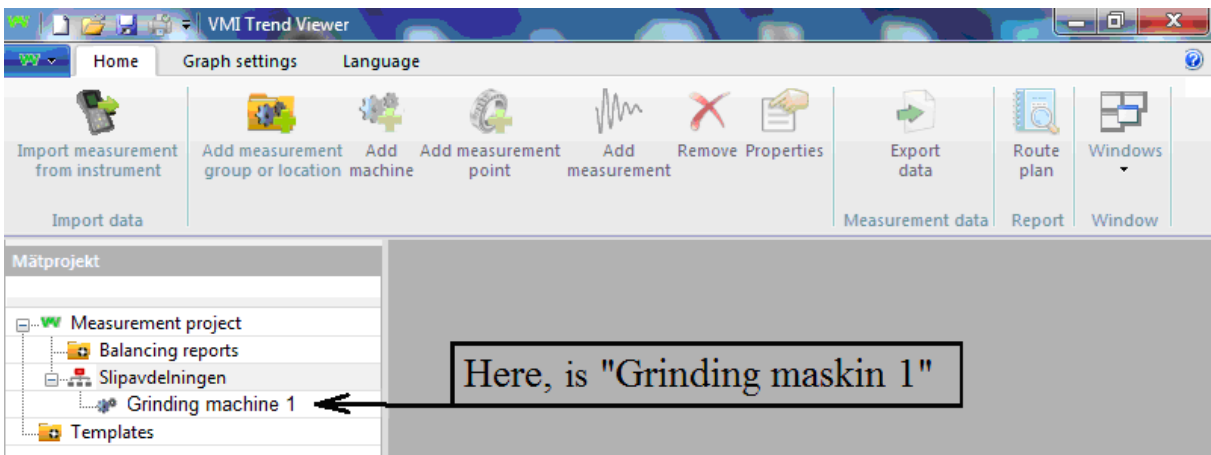 VMI Trend Viewer
Home Graph settings Language
Import measurement from instrument
Add measurement group or location
Add machine
Add measurement point
Add measurement
Remove
Properties
Export data
Route plan
Windows
Import data
Measurement data
Report
Window
Mätprojekt
Measurement project
Balancing reports
Slipavdelningen
Grinding machine 1
Templates
Here, is "Grinding maskin 1"